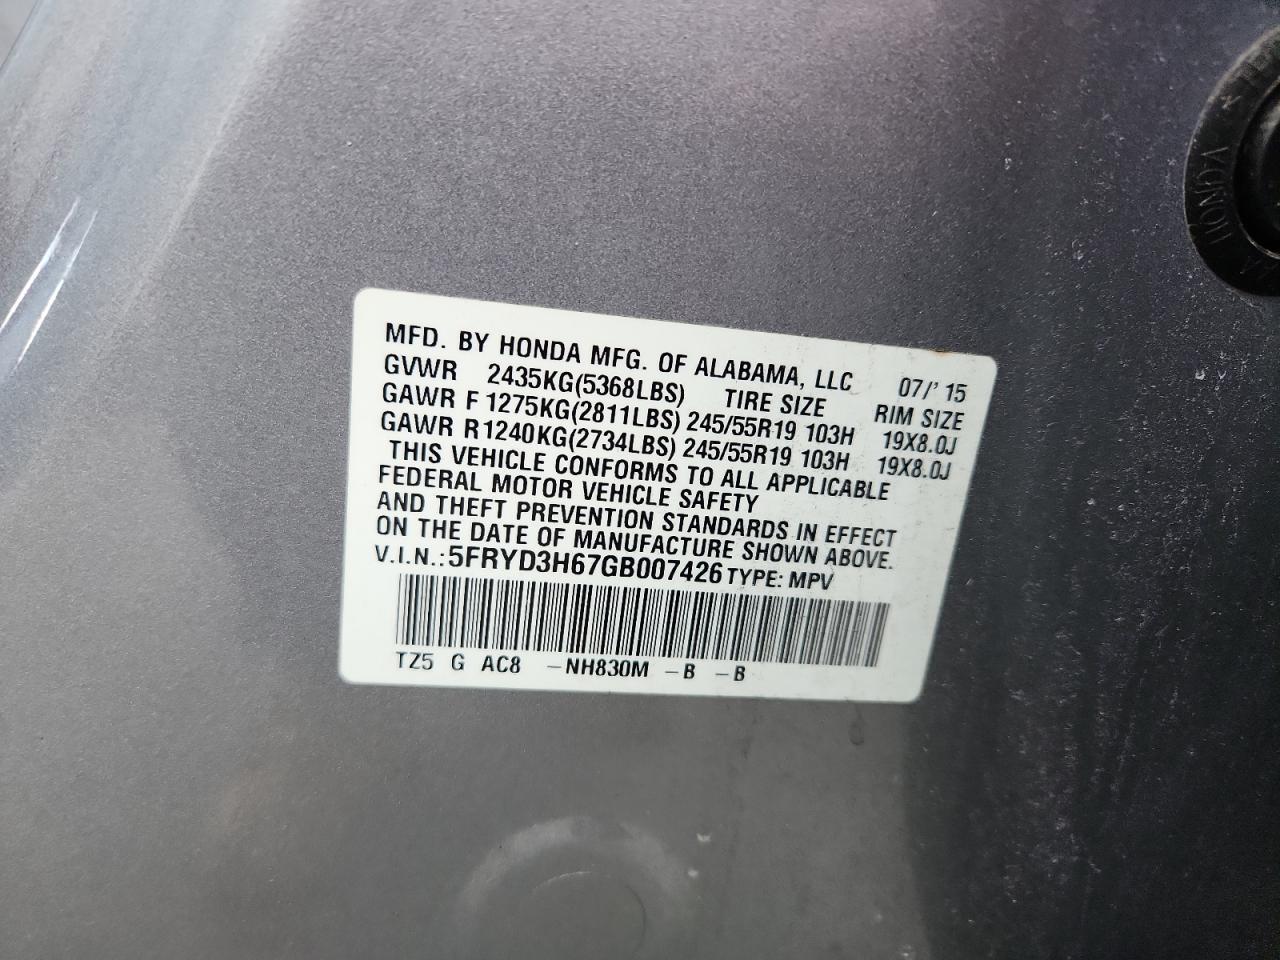 MFD. BY HONDA MFG. OF ALABAMA, LLC 07/'15
GVWR 2435KG(5368LBS) TIRE SIZE RIM SIZE
GAWR F 1275KG(2811LBS) 245/55R19 103H 19X8.0J
GAWR R 1240KG(2734LBS) 245/55R19 103H 19X8.0J
THIS VEHICLE CONFORMS TO ALL APPLICABLE
FEDERAL MOTOR VEHICLE SAFETY
AND THEFT PREVENTION STANDARDS IN EFFECT
ON THE DATE OF MANUFACTURE SHOWN ABOVE.
V.I.N.: 5FRYD3H67GB007426 TYPE: MPV
TZ5 G AC8 -NH830M -B -B
HONDA